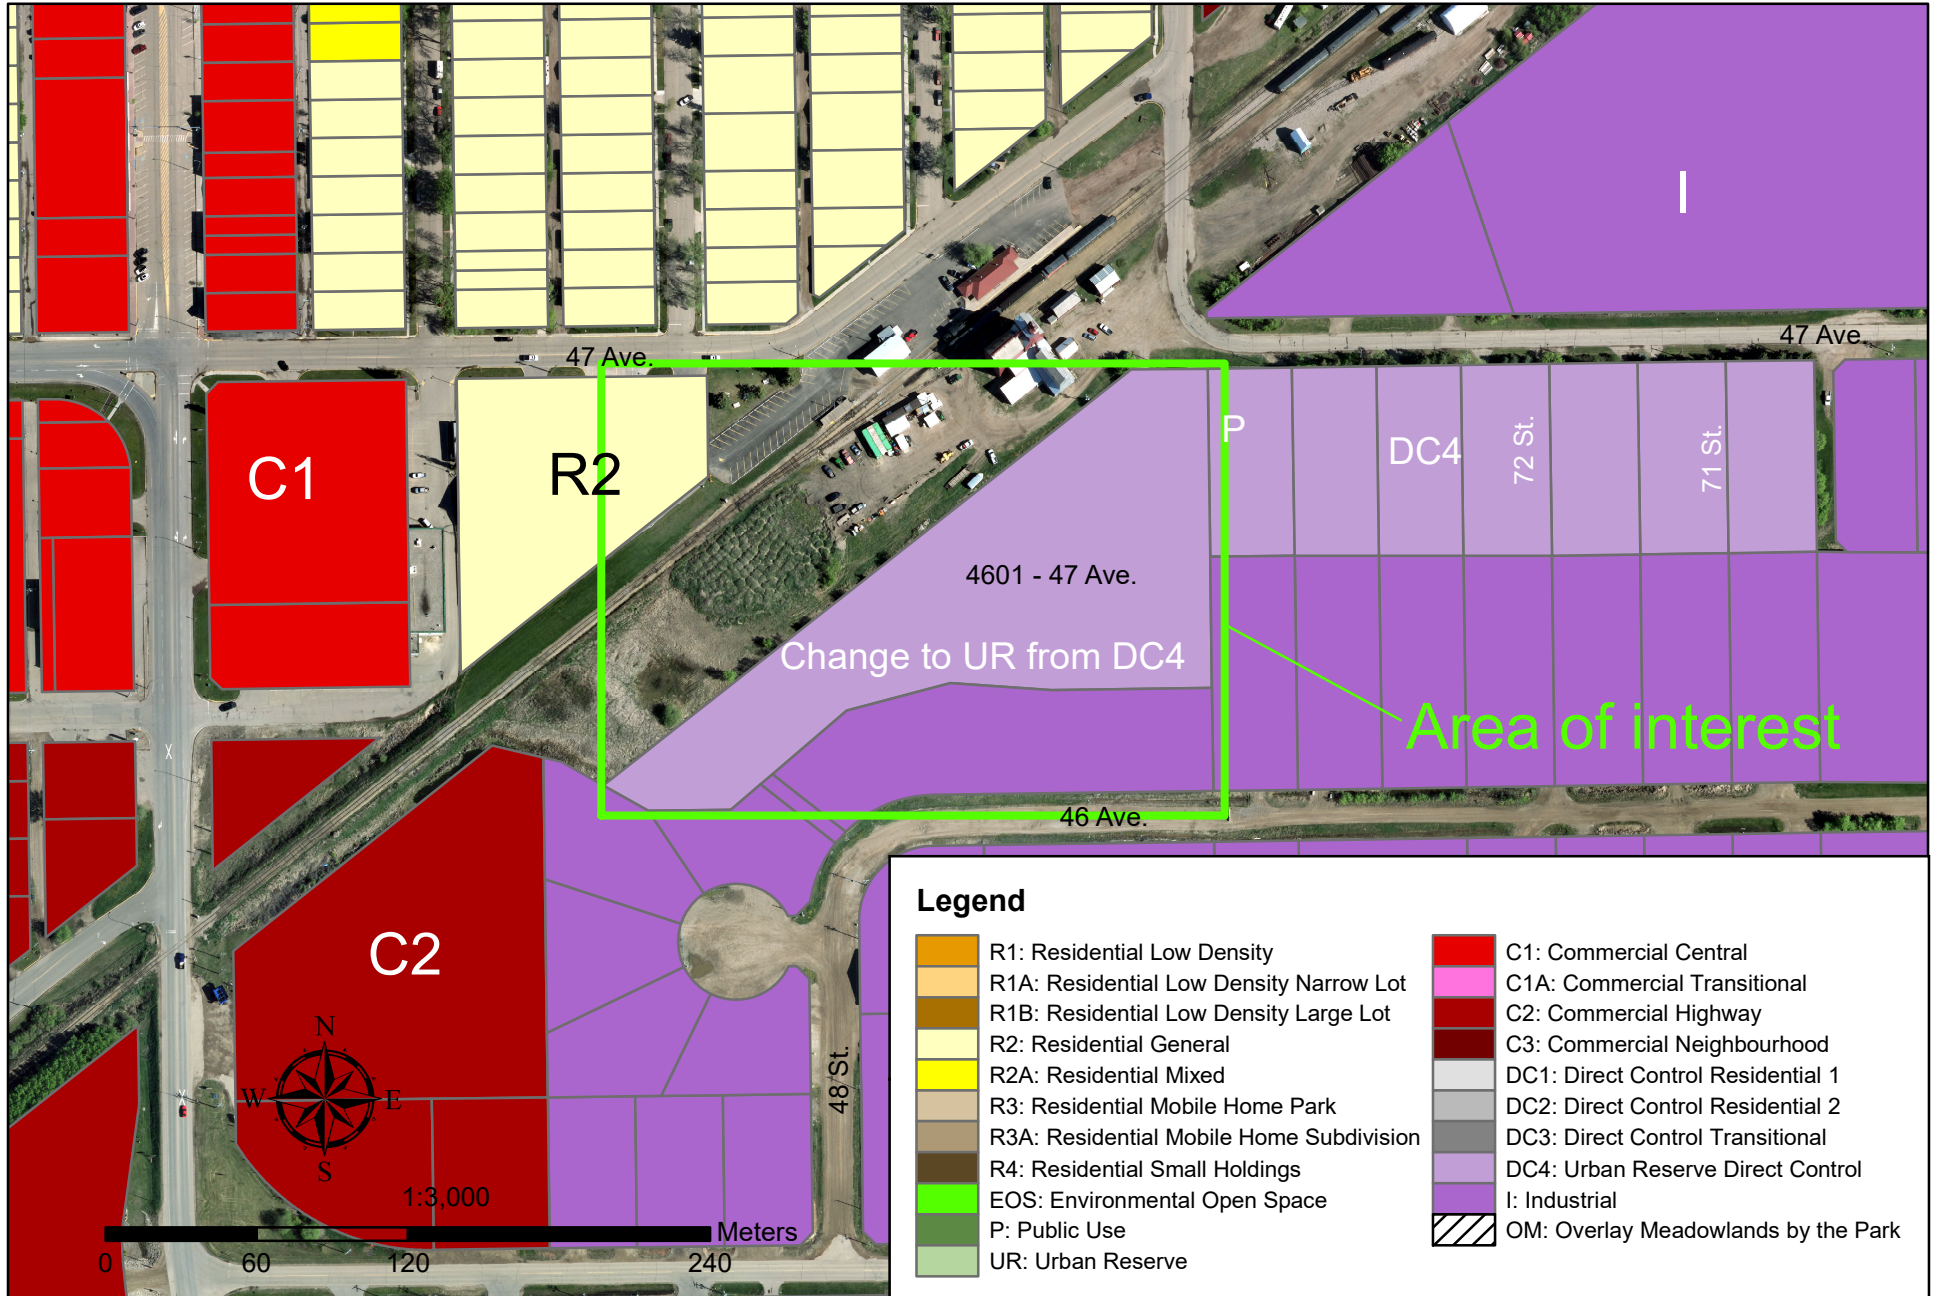 I
47 Ave.
47 Ave.
P
DC4
72 St.
71 St.
C1
R2
4601 - 47 Ave.
Change to UR from DC4
Area of interest
46 Ave.
C2
48 St.
N
W E
S
1:3,000
Meters
0 60 120 240
Legend
R1: Residential Low Density
R1A: Residential Low Density Narrow Lot
R1B: Residential Low Density Large Lot
R2: Residential General
R2A: Residential Mixed
R3: Residential Mobile Home Park
R3A: Residential Mobile Home Subdivision
R4: Residential Small Holdings
EOS: Environmental Open Space
P: Public Use
UR: Urban Reserve
C1: Commercial Central
C1A: Commercial Transitional
C2: Commercial Highway
C3: Commercial Neighbourhood
DC1: Direct Control Residential 1
DC2: Direct Control Residential 2
DC3: Direct Control Transitional
DC4: Urban Reserve Direct Control
I: Industrial
OM: Overlay Meadowlands by the Park